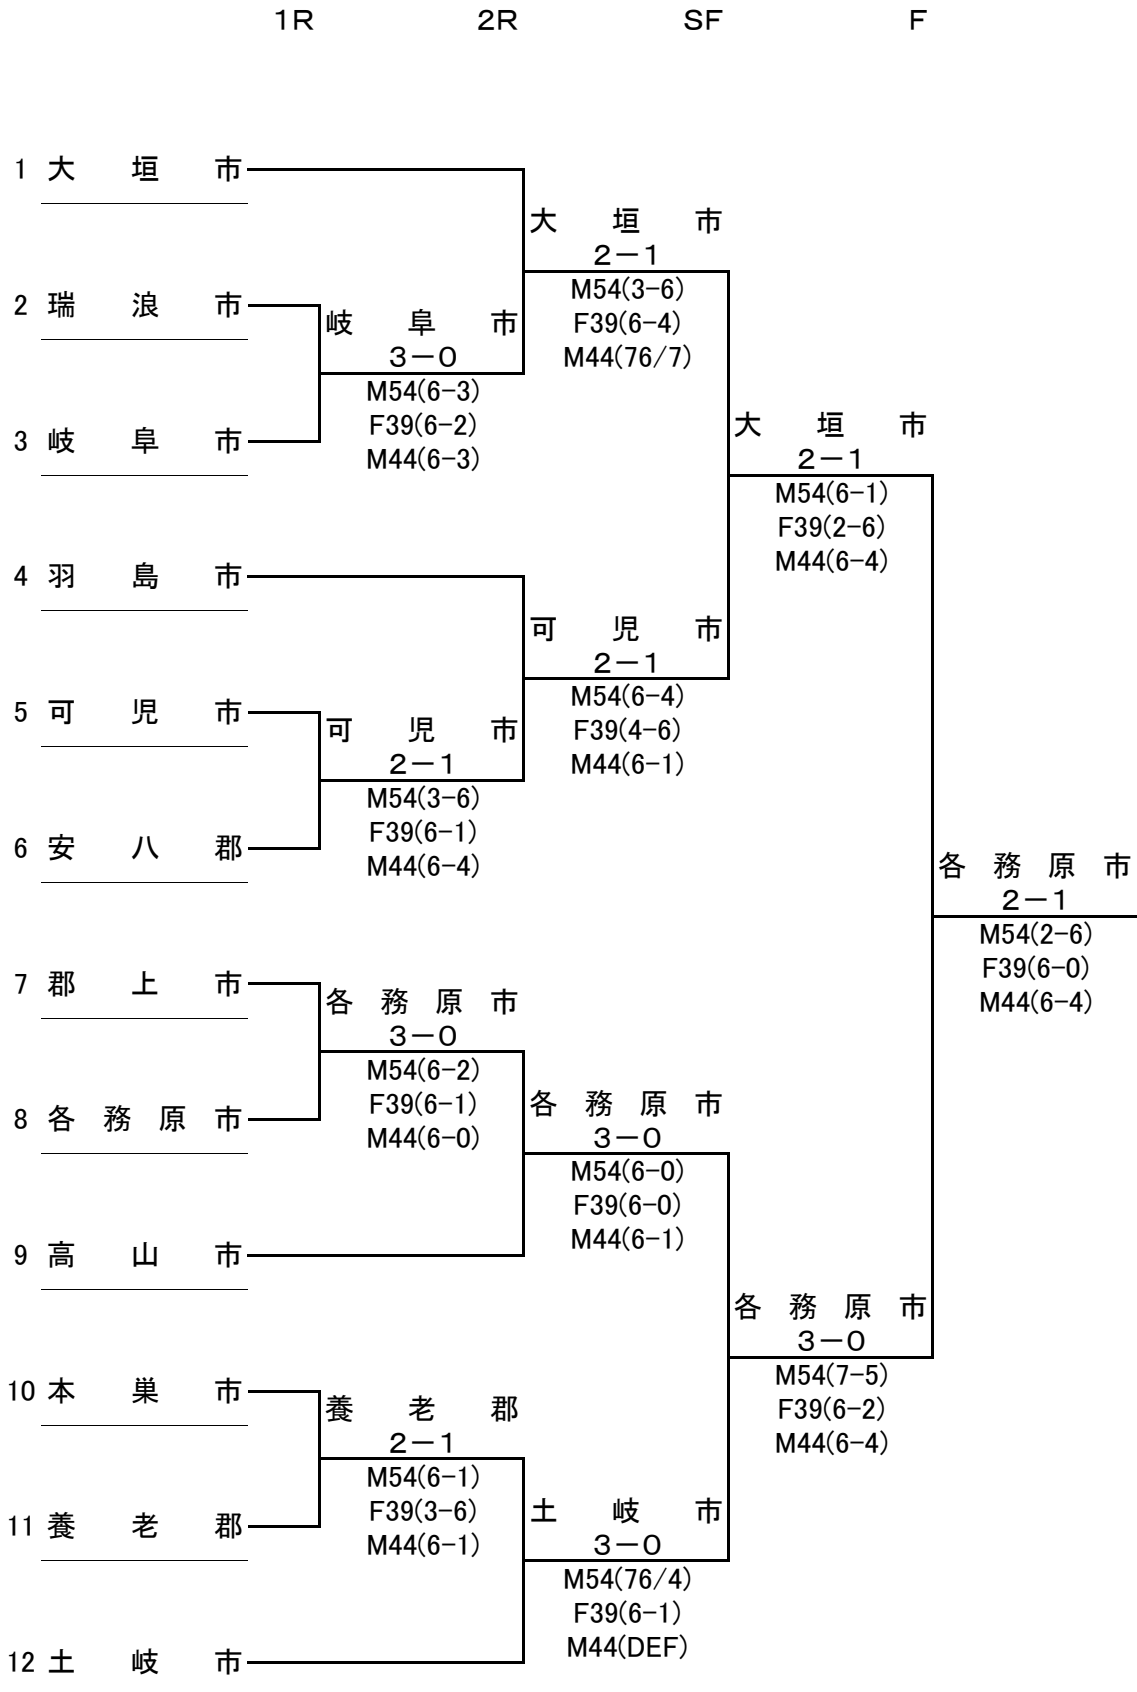 1R 2R SF F
1 大垣市
大垣市
2－1
M54(3-6)
2 瑞浪市
岐阜市
F39(6-4)
3－0
M44(76/7)
M54(6-3)
F39(6-2)
3 岐阜市
大垣市
M44(6-3)
2－1
M54(6-1)
F39(2-6)
M44(6-4)
4 羽島市
可児市
2－1
M54(6-4)
5 可児市
可児市
F39(4-6)
2－1
M44(6-1)
M54(3-6)
F39(6-1)
6 安八郡
M44(6-4)
各務原市
2－1
M54(2-6)
F39(6-0)
M44(6-4)
7 郡上市
各務原市
3－0
M54(6-2)
F39(6-1)
8 各務原市
各務原市
M44(6-0)
3－0
M54(6-0)
F39(6-0)
M44(6-1)
9 高山市
各務原市
3－0
M54(7-5)
F39(6-2)
M44(6-4)
10 本巣市
養老郡
2－1
M54(6-1)
F39(3-6)
11 養老郡
土岐市
M44(6-1)
3－0
M54(76/4)
F39(6-1)
M44(DEF)
12 土岐市